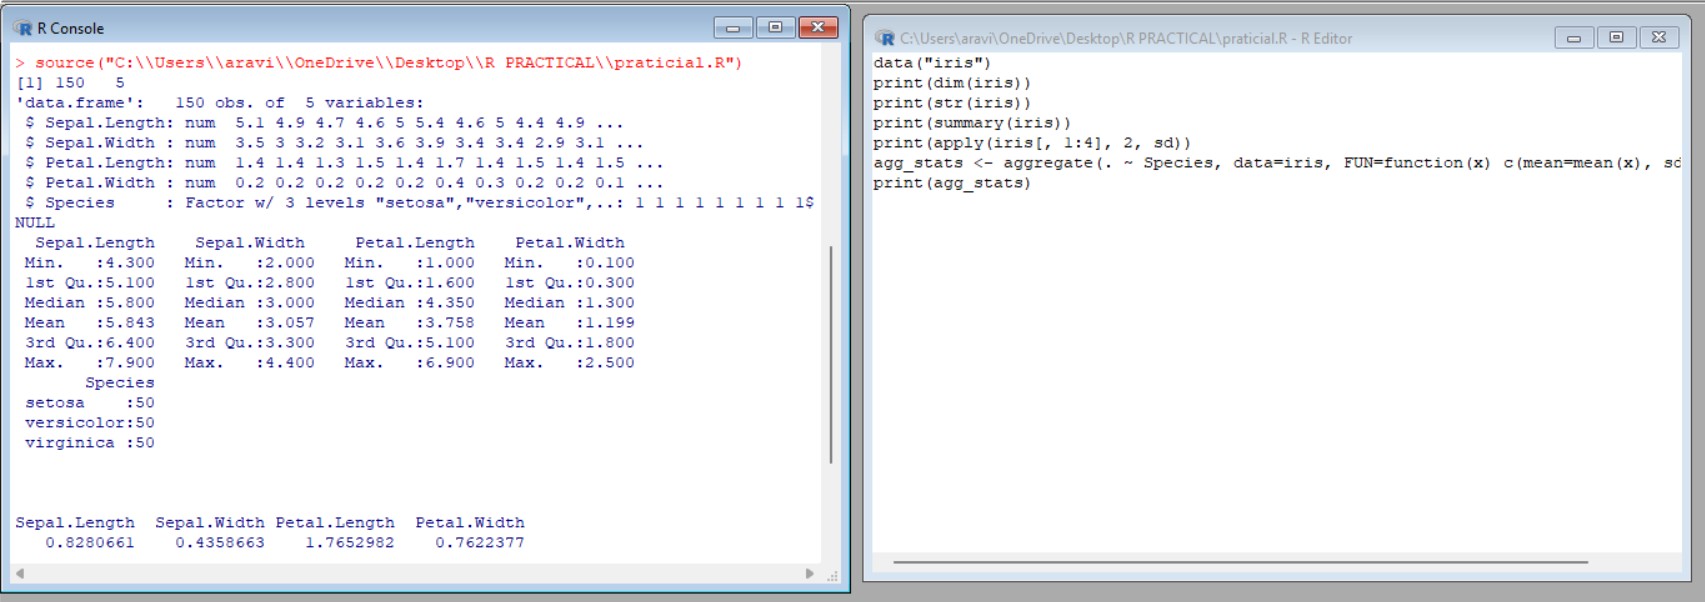 R Console
> source("C:\\Users\\aravi\\OneDrive\\Desktop\\R PRACTICAL\\praticial.R")
[1] 150   5
'data.frame':   150 obs. of  5 variables:
 $ Sepal.Length: num  5.1 4.9 4.7 4.6 5 5.4 4.6 5 4.4 4.9 ...
 $ Sepal.Width : num  3.5 3 3.2 3.1 3.6 3.9 3.4 3.4 2.9 3.1 ...
 $ Petal.Length: num  1.4 1.4 1.3 1.5 1.4 1.7 1.4 1.5 1.4 1.5 ...
 $ Petal.Width : num  0.2 0.2 0.2 0.2 0.2 0.4 0.3 0.2 0.2 0.1 ...
 $ Species     : Factor w/ 3 levels "setosa","versicolor",..: 1 1 1 1 1 1 1 1 1$
NULL
  Sepal.Length    Sepal.Width     Petal.Length    Petal.Width
 Min.   :4.300   Min.   :2.000   Min.   :1.000   Min.   :0.100
 1st Qu.:5.100   1st Qu.:2.800   1st Qu.:1.600   1st Qu.:0.300
 Median :5.800   Median :3.000   Median :4.350   Median :1.300
 Mean   :5.843   Mean   :3.057   Mean   :3.758   Mean   :1.199
 3rd Qu.:6.400   3rd Qu.:3.300   3rd Qu.:5.100   3rd Qu.:1.800
 Max.   :7.900   Max.   :4.400   Max.   :6.900   Max.   :2.500
       Species
 setosa    :50
 versicolor:50
 virginica :50
Sepal.Length  Sepal.Width Petal.Length  Petal.Width
   0.8280661    0.4358663    1.7652982    0.7622377
C:\Users\aravi\OneDrive\Desktop\R PRACTICAL\praticial.R - R Editor
data("iris")
print(dim(iris))
print(str(iris))
print(summary(iris))
print(apply(iris[, 1:4], 2, sd))
agg_stats <- aggregate(. ~ Species, data=iris, FUN=function(x) c(mean=mean(x), sd
print(agg_stats)